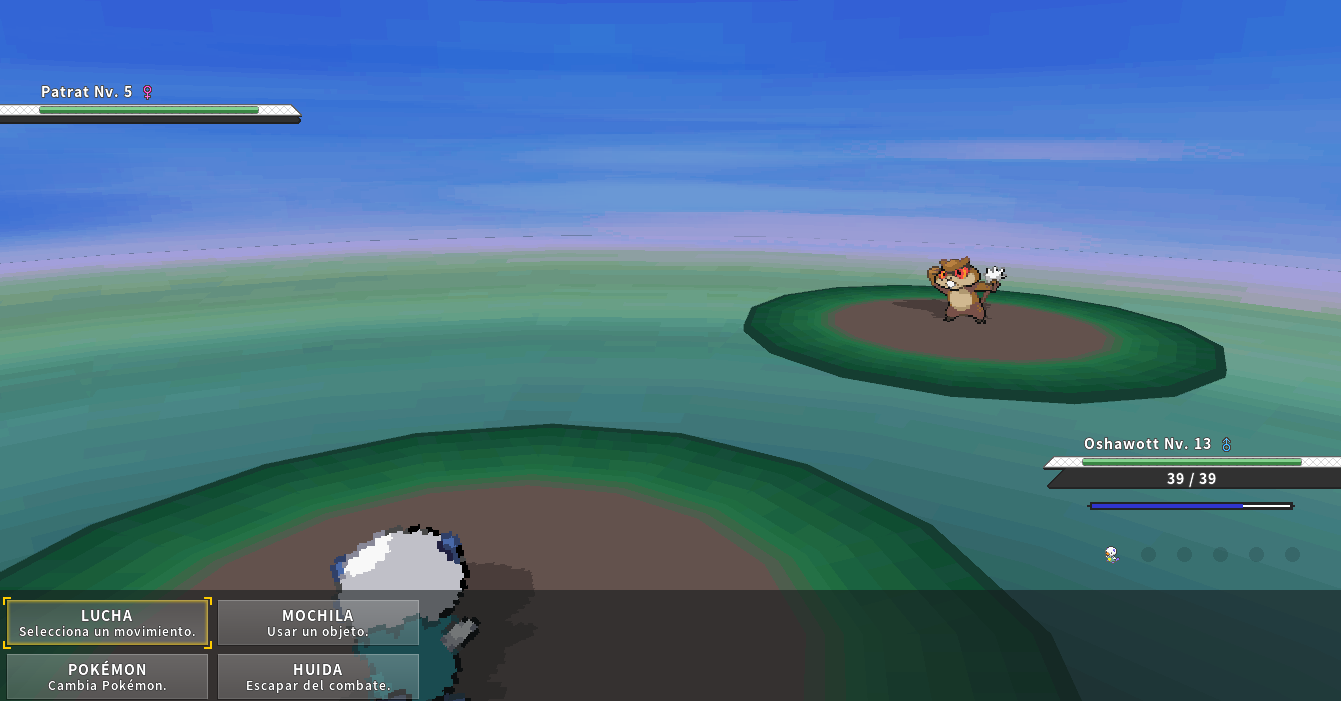 Patrat Nv. 5 ♀
Oshawott Nv. 13 ♂
39 / 39
LUCHA
Selecciona un movimiento.
MOCHILA
Usar un objeto.
POKÉMON
Cambia Pokémon.
HUIDA
Escapar del combate.